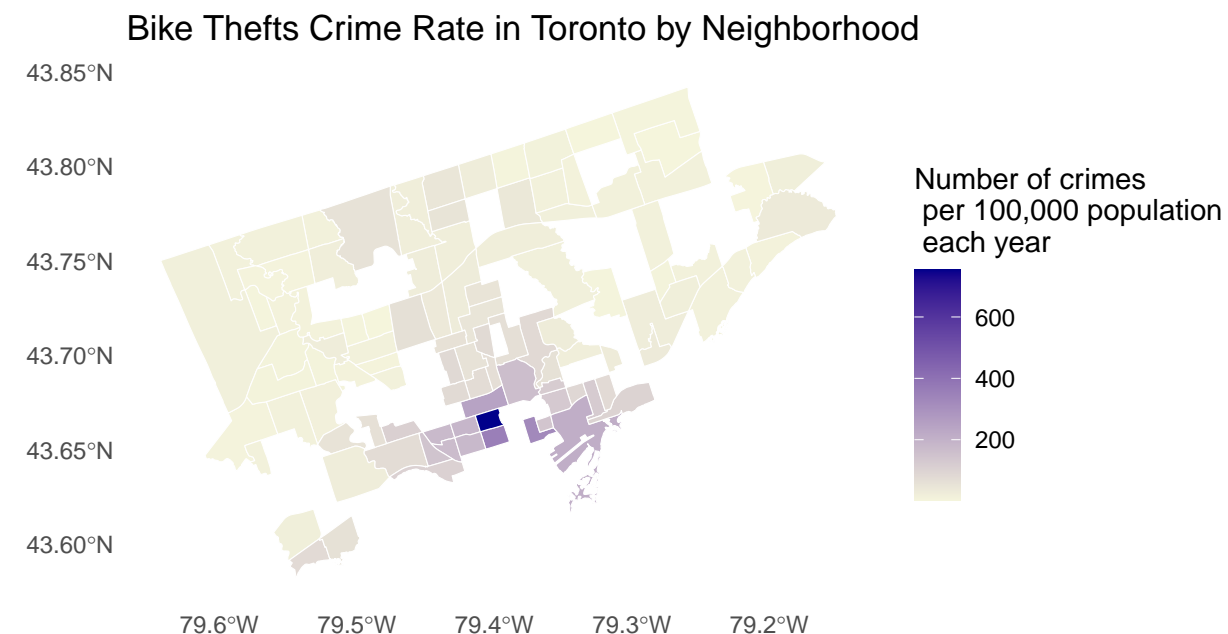 Bike Thefts Crime Rate in Toronto by Neighborhood
43.85°N
43.80°N
43.75°N
43.70°N
43.65°N
43.60°N
79.6°W 79.5°W 79.4°W 79.3°W 79.2°W
Number of crimes
per 100,000 population
each year
600
400
200